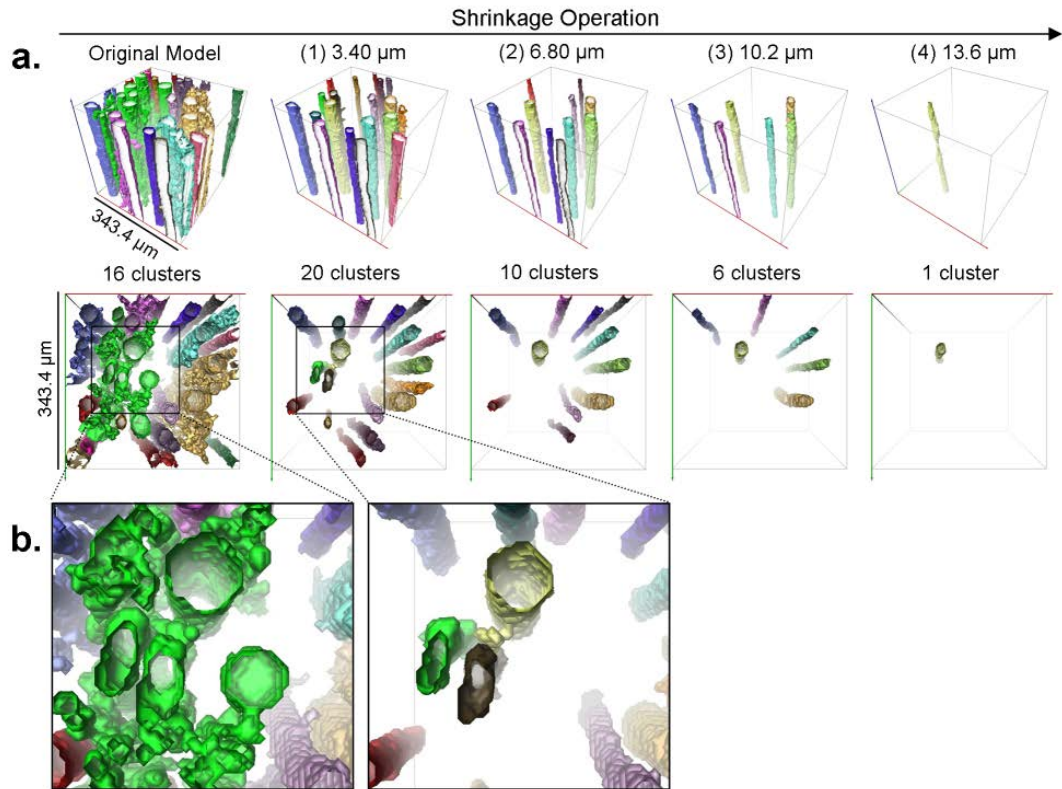 Shrinkage Operation
a.
Original Model
(1) 3.40 µm
(2) 6.80 µm
(3) 10.2 µm
(4) 13.6 µm
343.4 µm
16 clusters
20 clusters
10 clusters
6 clusters
1 cluster
343.4 µm
b.